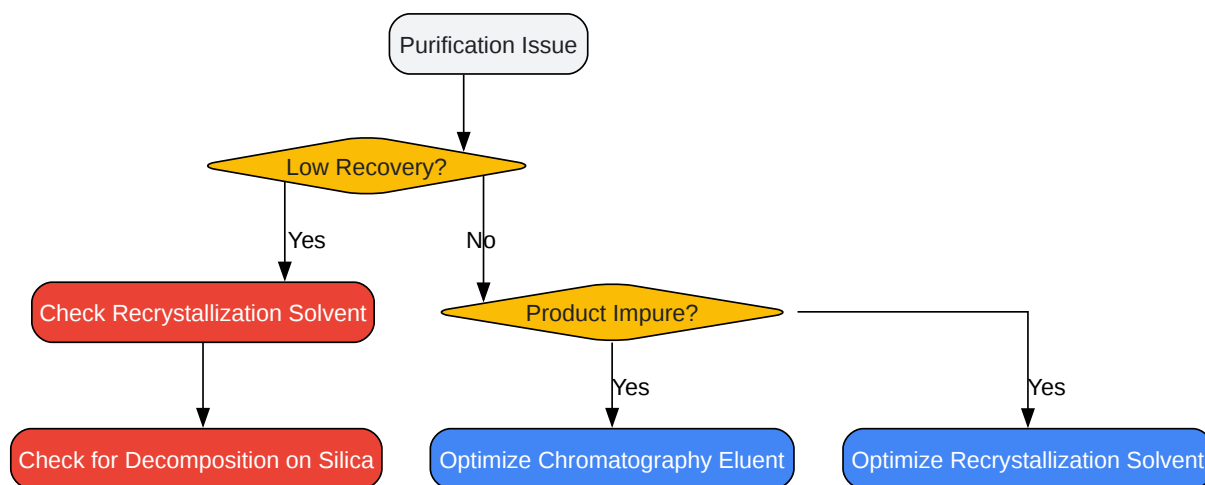 Purification Issue
Low Recovery?
Yes
No
Check Recrystallization Solvent
Product Impure?
Yes
Yes
Check for Decomposition on Silica
Optimize Chromatography Eluent
Optimize Recrystallization Solvent